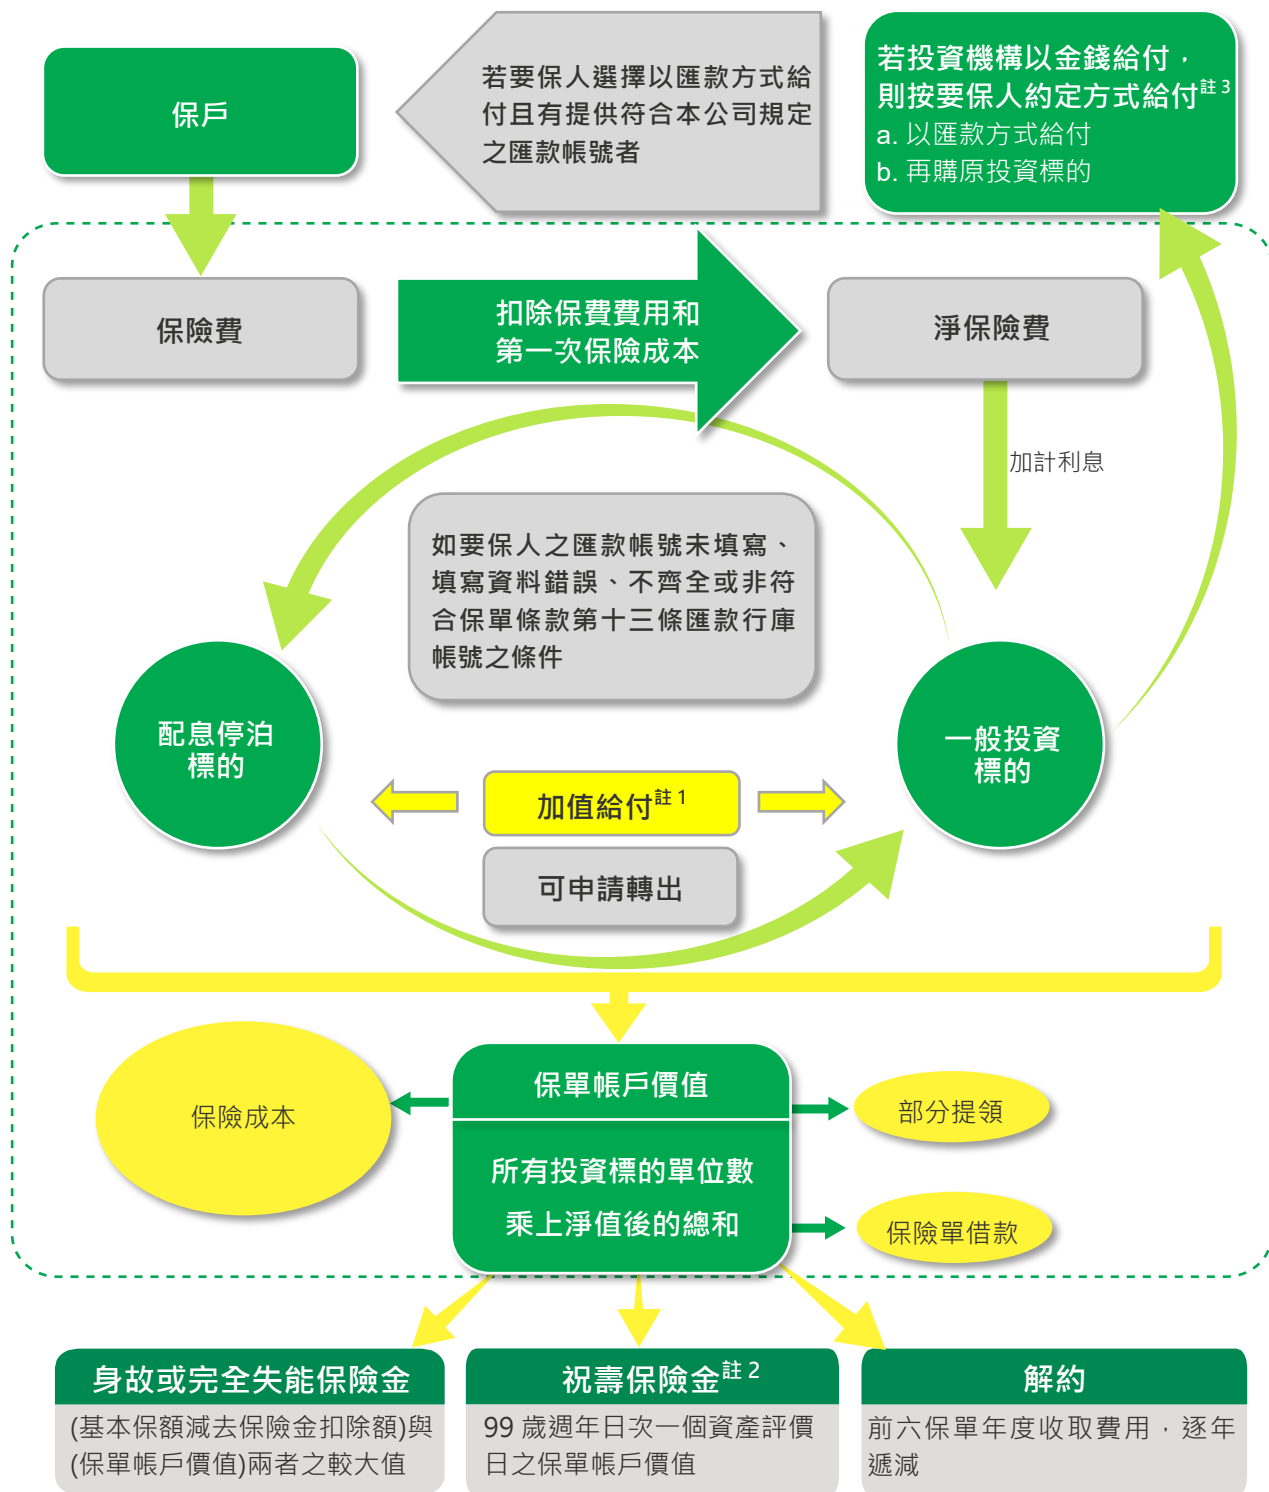 保戶
若要保人選擇以匯款方式給
付且有提供符合本公司規定
之匯款帳號者
若投資機構以金錢給付，
則按要保人約定方式給付註3
a. 以匯款方式給付
b. 再購原投資標的
保險費
扣除保費費用和
第一次保險成本
淨保險費
加計利息
如要保人之匯款帳號未填寫、
填寫資料錯誤、不齊全或非符
合保單條款第十三條匯款行庫
帳號之條件
配息停泊
標的
一般投資
標的
加值給付註1
可申請轉出
保單帳戶價值
所有投資標的單位數
乘上淨值後的總和
保險成本
部分提領
保險單借款
身故或完全失能保險金
(基本保額減去保險金扣除額)與
(保單帳戶價值)兩者之較大值
祝壽保險金註2
99 歲週年日次一個資產評價
日之保單帳戶價值
解約
前六保單年度收取費用，逐年
遞減